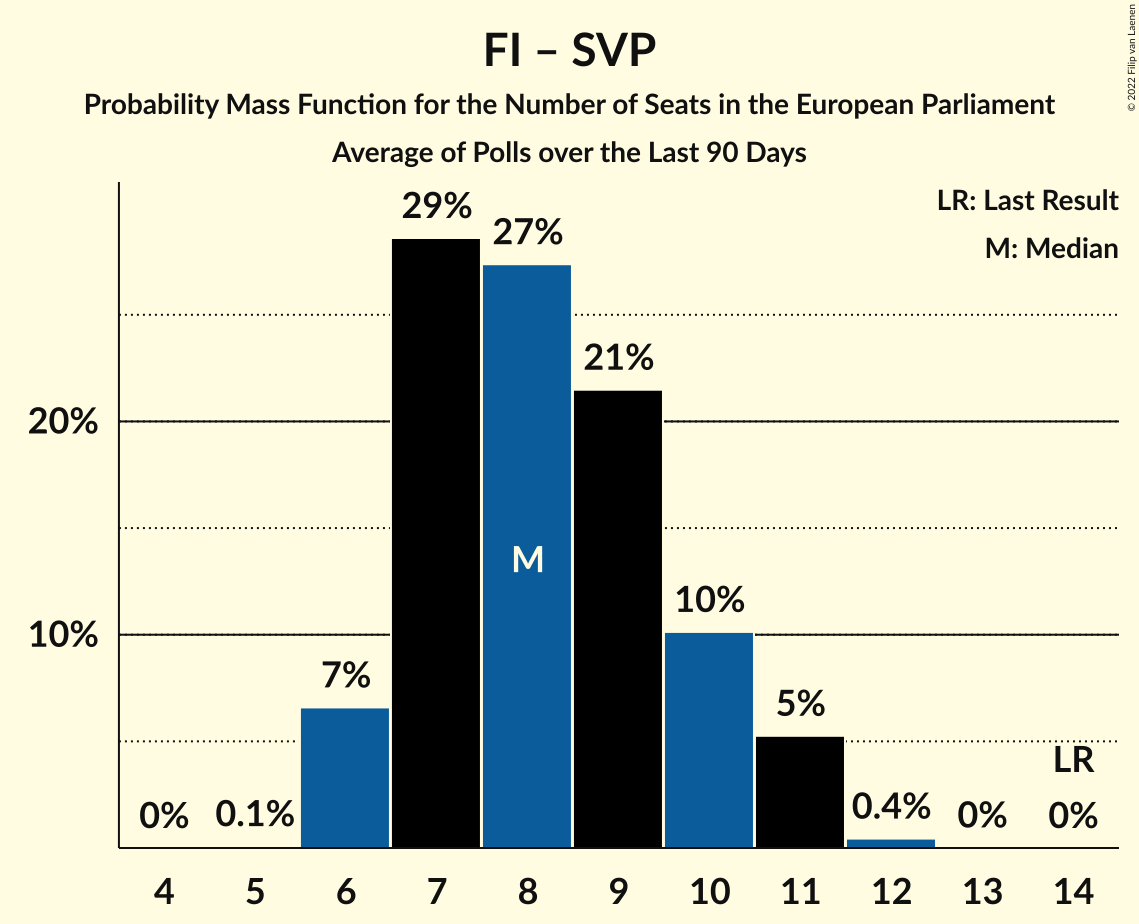 FI – SVP
Probability Mass Function for the Number of Seats in the European Parliament
Average of Polls over the Last 90 Days
© 2022 Filip van Laenen
LR: Last Result
M: Median
29%
27%
21%
20%
M
10%
10%
7%
5%
LR
0%
0.1%
0.4%
0%
0%
4 5 6 7 8 9 10 11 12 13 14